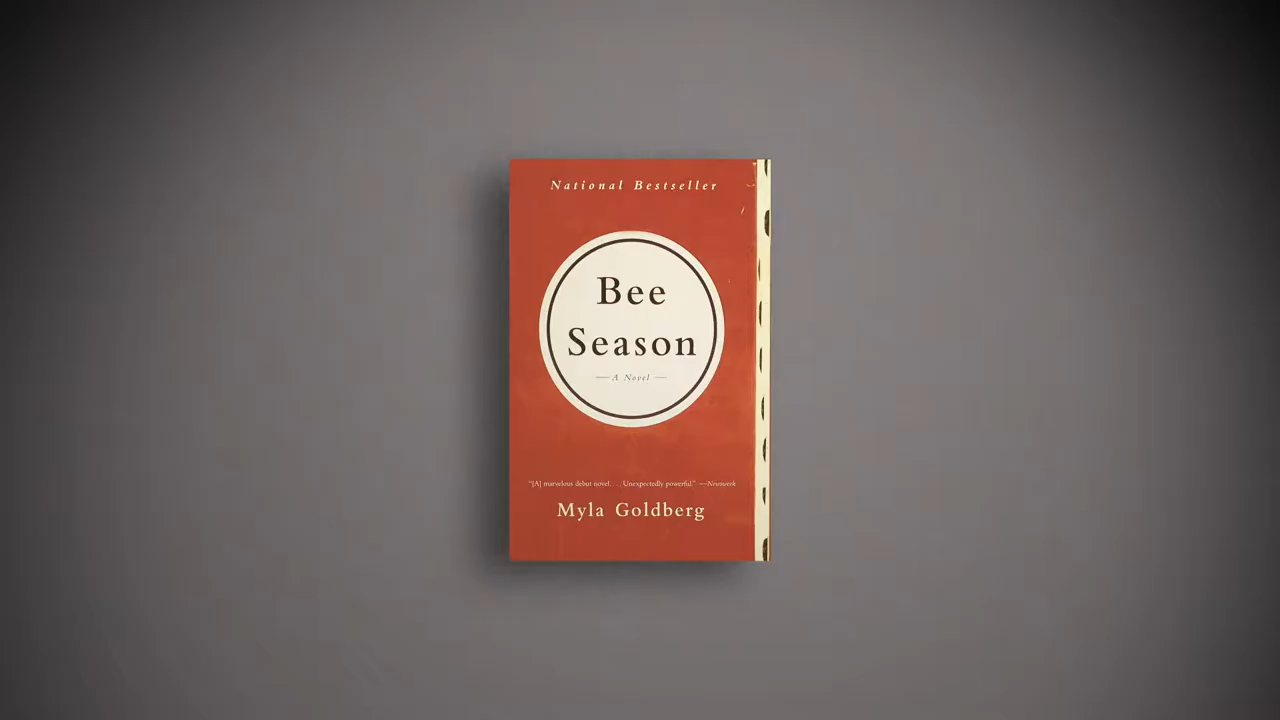 National Bestseller
Bee
Season
A Novel
"[A] marvelous debut novel. . . Unexpectedly powerful." —Newsweek
Myla Goldberg